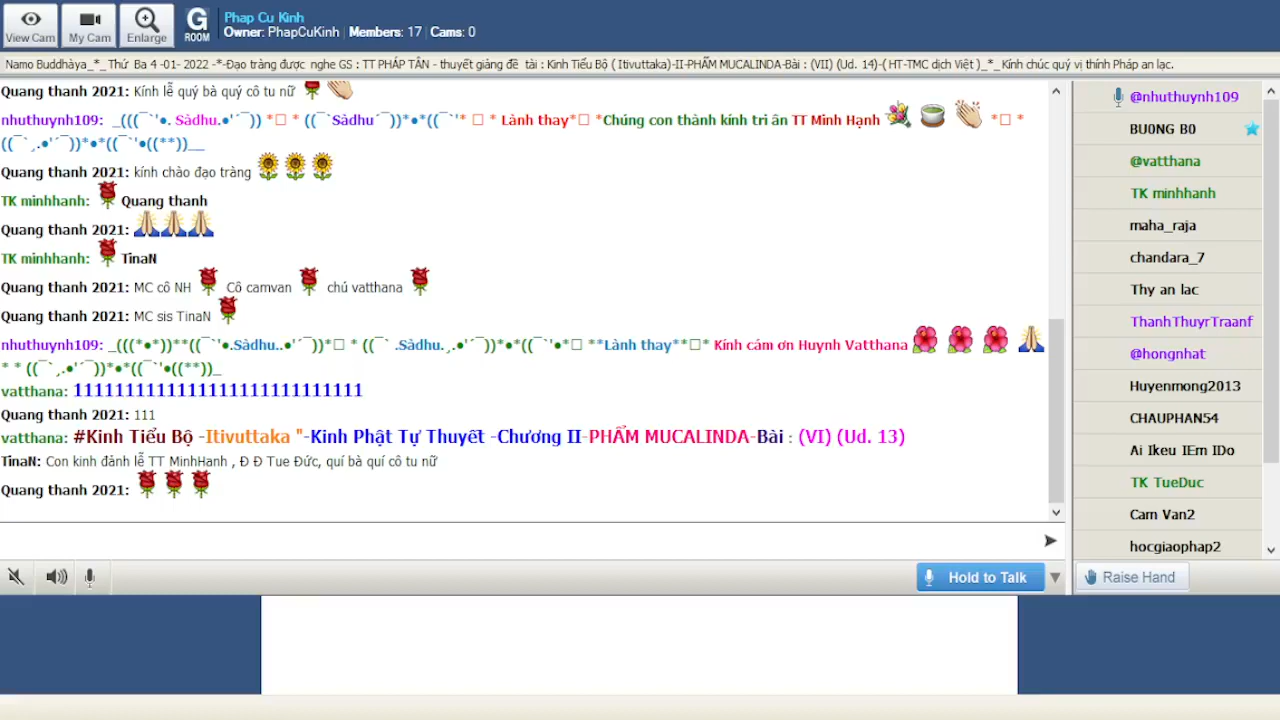 View Cam
My Cam
Enlarge
G
ROOM
Phap Cu Kinh
Owner: PhapCuKinh | Members: 17 | Cams: 0
Namo Buddhàya_*_Thứ Ba 4 -01- 2022 -*-Đạo tràng được nghe GS : TT PHÁP TÂN - thuyết giảng đề tài : Kinh Tiểu Bộ ( Itivuttaka)-II-PHẨM MUCALINDA-Bài : (VII) (Ud. 14)-( HT-TMC dịch Việt )_*_Kính chúc quý vị thính Pháp an lạc.
Quang thanh 2021: Kính lễ quý bà quý cô tu nữ
nhuthuynh109: _(((¯`'•. Sàdhu.•'´¯)) *□ * ((¯`Sàdhu´¯))*•*((¯`'* □ * Lành thay*□ *Chúng con thành kính tri ân TT Minh Hạnh *□ *
((¯`¸.•'´¯))*•*((¯`'•((**))__
Quang thanh 2021: kính chào đạo tràng
TK minhhanh: Quang thanh
Quang thanh 2021:
TK minhhanh: TinaN
Quang thanh 2021: MC cô NH Cô camvan chú vatthana
Quang thanh 2021: MC sis TinaN
nhuthuynh109: _(((*•*))**((¯`'•.Sàdhu..•'´¯))*□ * ((¯` .Sàdhu.¸.•'´¯))*•*((¯`'•*□ **Lành thay**□* Kính cám ơn Huynh Vatthana
* * ((¯`¸.•'´¯))*•*((¯`'•((**))_
vatthana: 1111111111111111111111111111
Quang thanh 2021: 111
vatthana: #Kinh Tiểu Bộ -Itivuttaka "-Kinh Phật Tự Thuyết -Chương II-PHẨM MUCALINDA-Bài : (VI) (Ud. 13)
TinaN: Con kinh đảnh lễ TT MinhHanh , Đ Đ Tue Đức, quí bà quí cô tu nữ
Quang thanh 2021:
@nhuthuynh109
BU0NG B0
@vatthana
TK minhhanh
maha_raja
chandara_7
Thy an lac
ThanhThuyrTraanf
@hongnhat
Huyenmong2013
CHAUPHAN54
Ai Ikeu IEm IDo
TK TueDuc
Cam Van2
hocgiaophap2
Hold to Talk
Raise Hand